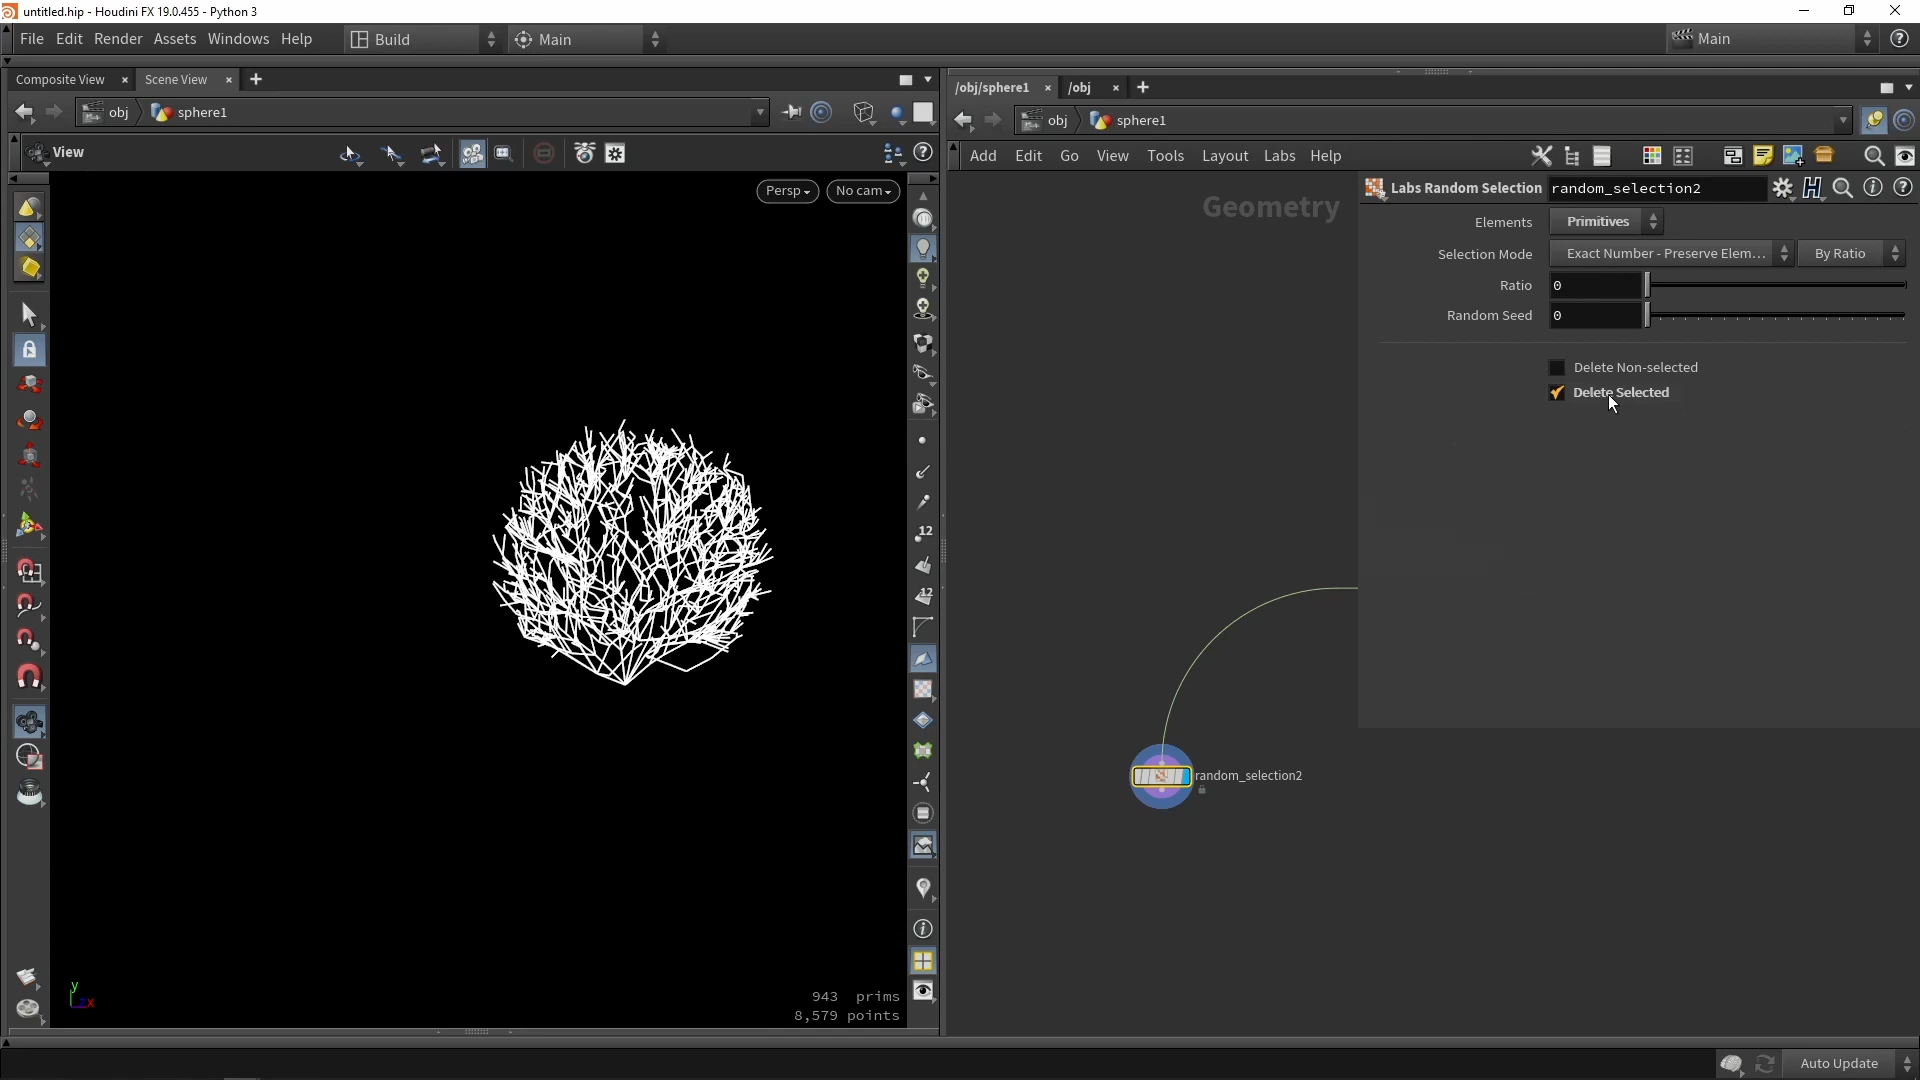 untitled.hip - Houdini FX 19.0.455 - Python 3
File Edit Render Assets Windows Help
Build
Main
Main
Composite View
Scene View
obj
sphere1
View
Persp
No cam
12
12
y
x
943 prims
8,579 points
/obj/sphere1
/obj
obj
sphere1
Add Edit Go View Tools Layout Labs Help
Geometry
Labs Random Selection
random_selection2
Elements
Primitives
Selection Mode
Exact Number - Preserve Elem...
By Ratio
Ratio
0
Random Seed
0
Delete Non-selected
Delete Selected
random_selection2
Auto Update